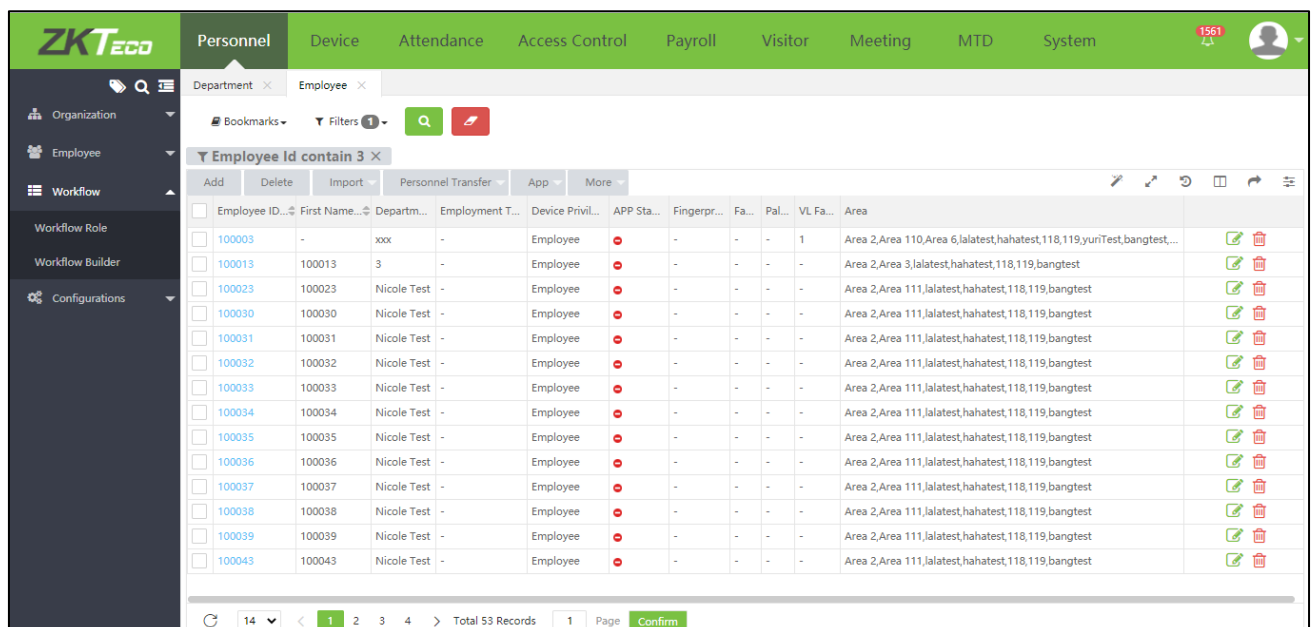 ZKTECO Personnel Device Attendance Access Control Payroll Visitor Meeting MTD System 1561
Department Employee
Organization
Bookmarks Filters 1
Employee
Employee Id contain 3
Workflow
Add Delete Import Personnel Transfer App More
Employee ID... First Name... Departm... Employment T... Device Privil... APP Sta... Fingerpr... Fa... Pal... VL Fa... Area
Workflow Role
100003 - xxx - Employee - - - 1 Area 2,Area 110,Area 6,lalatest,hahatest,118,119,yuriTest,bangtest,...
Workflow Builder
100013 100013 3 - Employee - - - - Area 2,Area 3,lalatest,hahatest,118,119,bangtest
Configurations
100023 100023 Nicole Test - Employee - - - - Area 2,Area 111,lalatest,hahatest,118,119,bangtest
100030 100030 Nicole Test - Employee - - - - Area 2,Area 111,lalatest,hahatest,118,119,bangtest
100031 100031 Nicole Test - Employee - - - - Area 2,Area 111,lalatest,hahatest,118,119,bangtest
100032 100032 Nicole Test - Employee - - - - Area 2,Area 111,lalatest,hahatest,118,119,bangtest
100033 100033 Nicole Test - Employee - - - - Area 2,Area 111,lalatest,hahatest,118,119,bangtest
100034 100034 Nicole Test - Employee - - - - Area 2,Area 111,lalatest,hahatest,118,119,bangtest
100035 100035 Nicole Test - Employee - - - - Area 2,Area 111,lalatest,hahatest,118,119,bangtest
100036 100036 Nicole Test - Employee - - - - Area 2,Area 111,lalatest,hahatest,118,119,bangtest
100037 100037 Nicole Test - Employee - - - - Area 2,Area 111,lalatest,hahatest,118,119,bangtest
100038 100038 Nicole Test - Employee - - - - Area 2,Area 111,lalatest,hahatest,118,119,bangtest
100039 100039 Nicole Test - Employee - - - - Area 2,Area 111,lalatest,hahatest,118,119,bangtest
100043 100043 Nicole Test - Employee - - - - Area 2,Area 111,lalatest,hahatest,118,119,bangtest
14 < 1 2 3 4 > Total 53 Records 1 Page Confirm